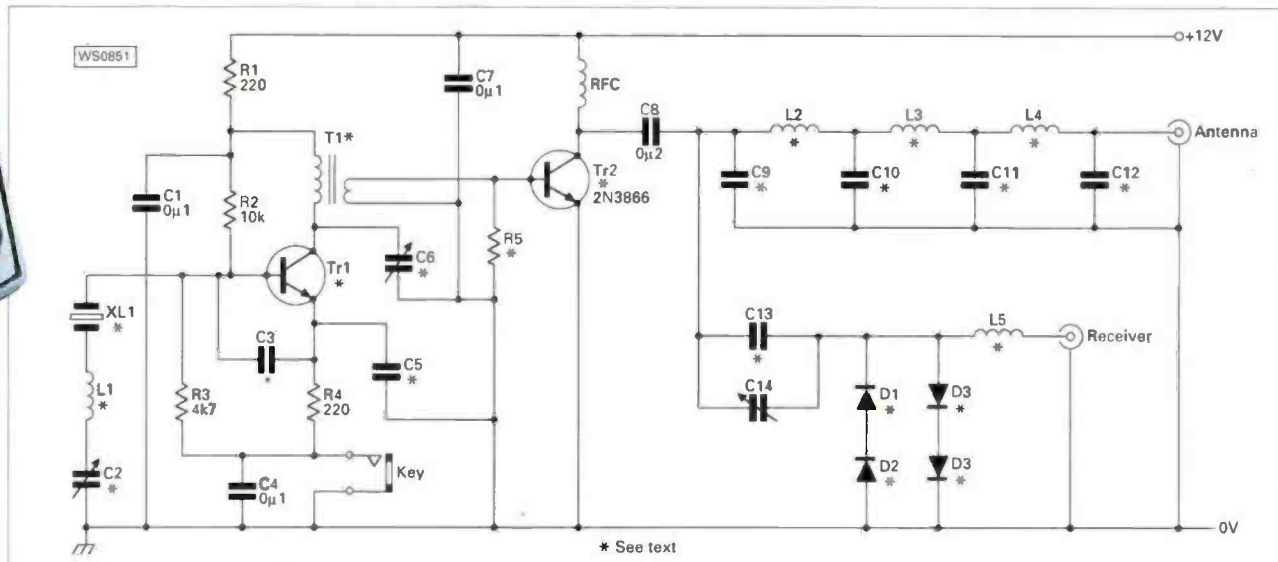 WS0851
+12V
R1
220
C7
0µ1
RFC
T1*
C8
0µ2
L2
*
L3
*
L4
*
Antenna
Tr2
*
2N3866
C9
*
C10
*
C11
*
C12
*
C1
0µ1
R2
10k
C6
*
R5
*
Tr1
*
XL1
*
C3
*
C5
*
C13
*
L5
*
Receiver
C14
L1
*
R3
4k7
R4
220
D1
*
D3
*
C2
*
C4
0µ1
Key
D2
*
D3
*
0V
* See text